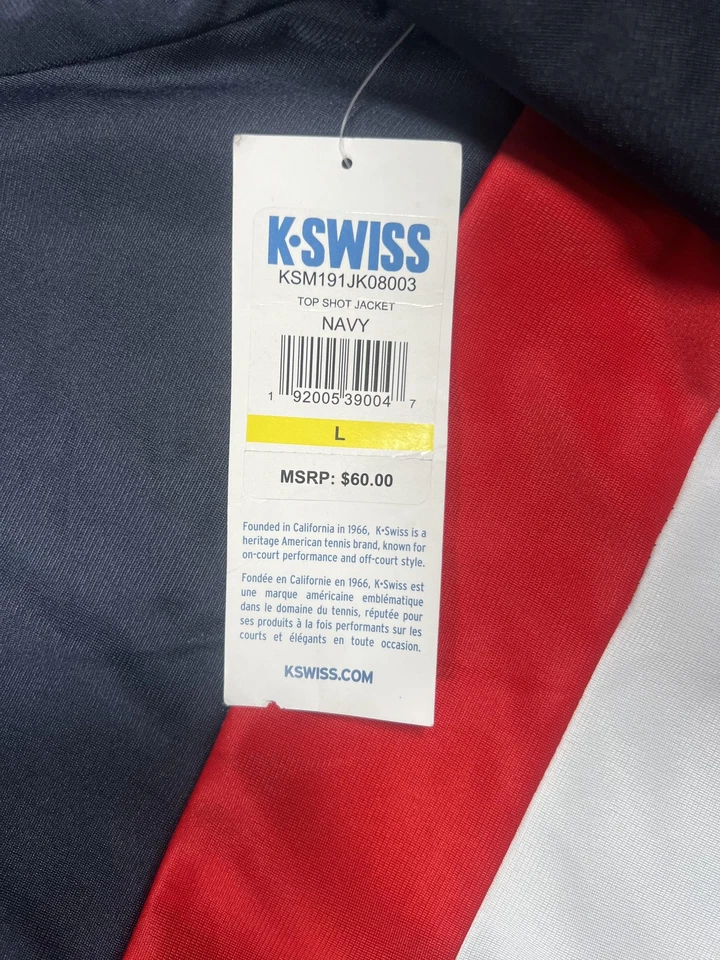 K•SWISS
KSM191JK08003
TOP SHOT JACKET
NAVY
1 92005 39004 7
L
MSRP: $60.00
Founded in California in 1966, K•Swiss is a
heritage American tennis brand, known for
on-court performance and off-court style.
Fondée en Californie en 1966, K•Swiss est
une marque américaine emblématique
dans le domaine du tennis, réputée pour
ses produits à la fois performants sur les
courts et élégants en toute occasion.
KSWISS.COM